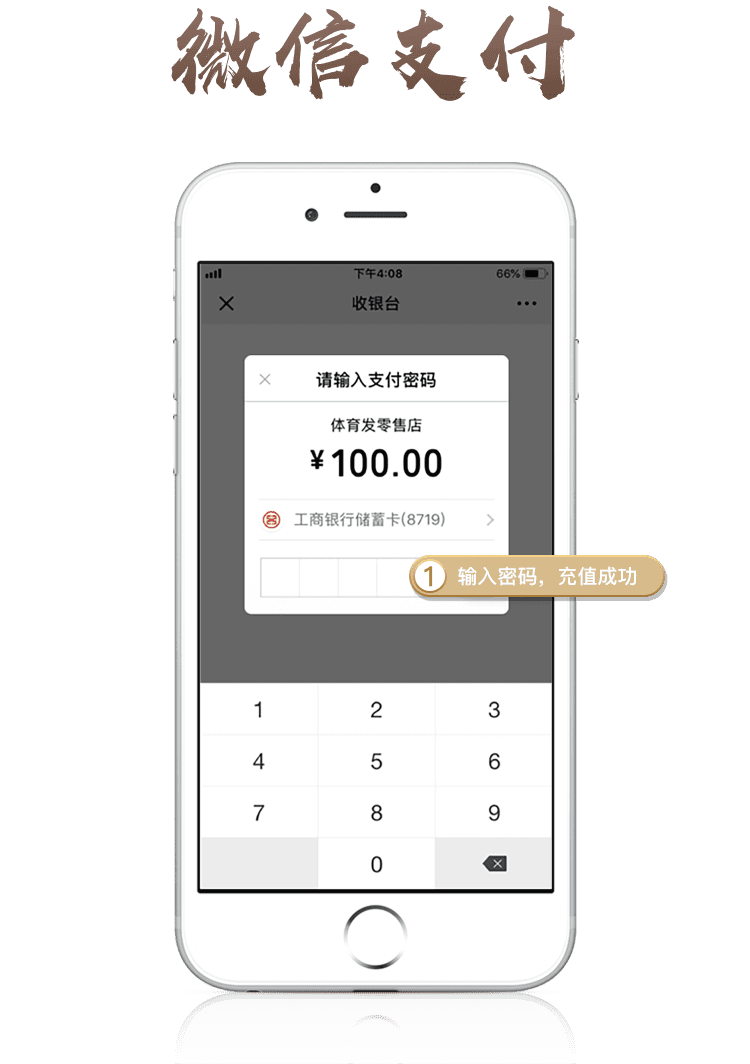 微信支付
下午4:08
66%
收银台
请输入支付密码
体育发零售店
¥100.00
工商银行储蓄卡(8719)
1 输入密码，充值成功
1 2 3
4 5 6
7 8 9
0